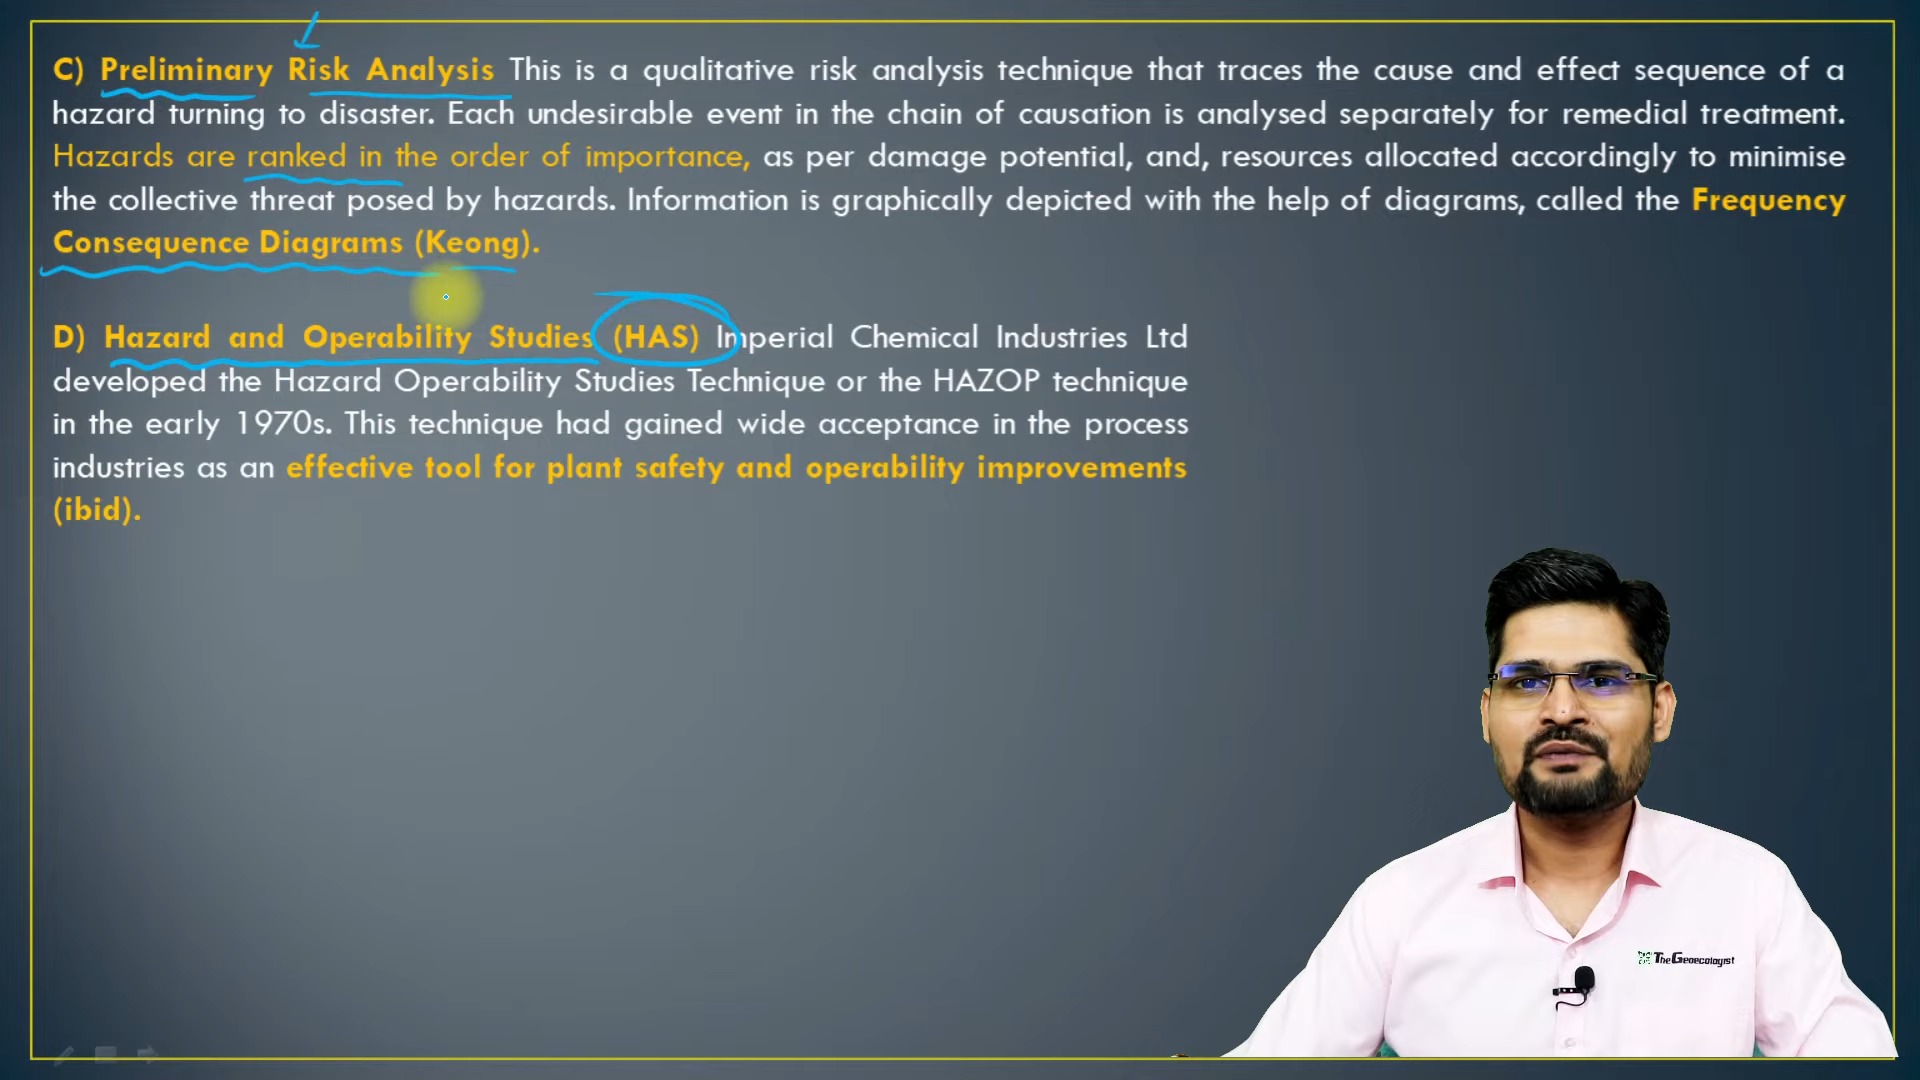 C) Preliminary Risk Analysis This is a qualitative risk analysis technique that traces the cause and effect sequence of a
hazard turning to disaster. Each undesirable event in the chain of causation is analysed separately for remedial treatment.
Hazards are ranked in the order of importance, as per damage potential, and, resources allocated accordingly to minimise
the collective threat posed by hazards. Information is graphically depicted with the help of diagrams, called the Frequency
Consequence Diagrams (Keong).
D) Hazard and Operability Studies (HAS) Imperial Chemical Industries Ltd
developed the Hazard Operability Studies Technique or the HAZOP technique
in the early 1970s. This technique had gained wide acceptance in the process
industries as an effective tool for plant safety and operability improvements
(ibid).
The Geoecologist